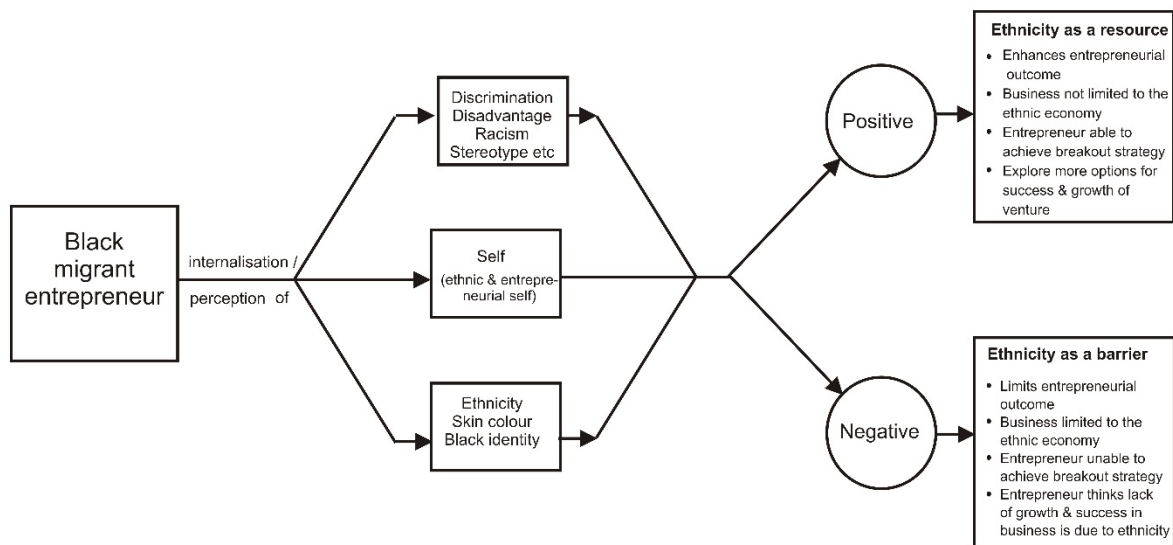 Black
migrant
entrepreneur
internalisation /
perception of
Discrimination
Disadvantage
Racism
Stereotype etc
Self
(ethnic & entrepre-
neurial self)
Ethnicity
Skin colour
Black identity
Positive
Negative
Ethnicity as a resource
• Enhances entrepreneurial
outcome
• Business not limited to the
ethnic economy
• Entrepreneur able to
achieve breakout strategy
• Explore more options for
success & growth of
venture
Ethnicity as a barrier
• Limits entrepreneurial
outcome
• Business limited to the
ethnic economy
• Entrepreneur unable to
achieve breakout strategy
• Entrepreneur thinks lack
of growth & success in
business is due to ethnicity